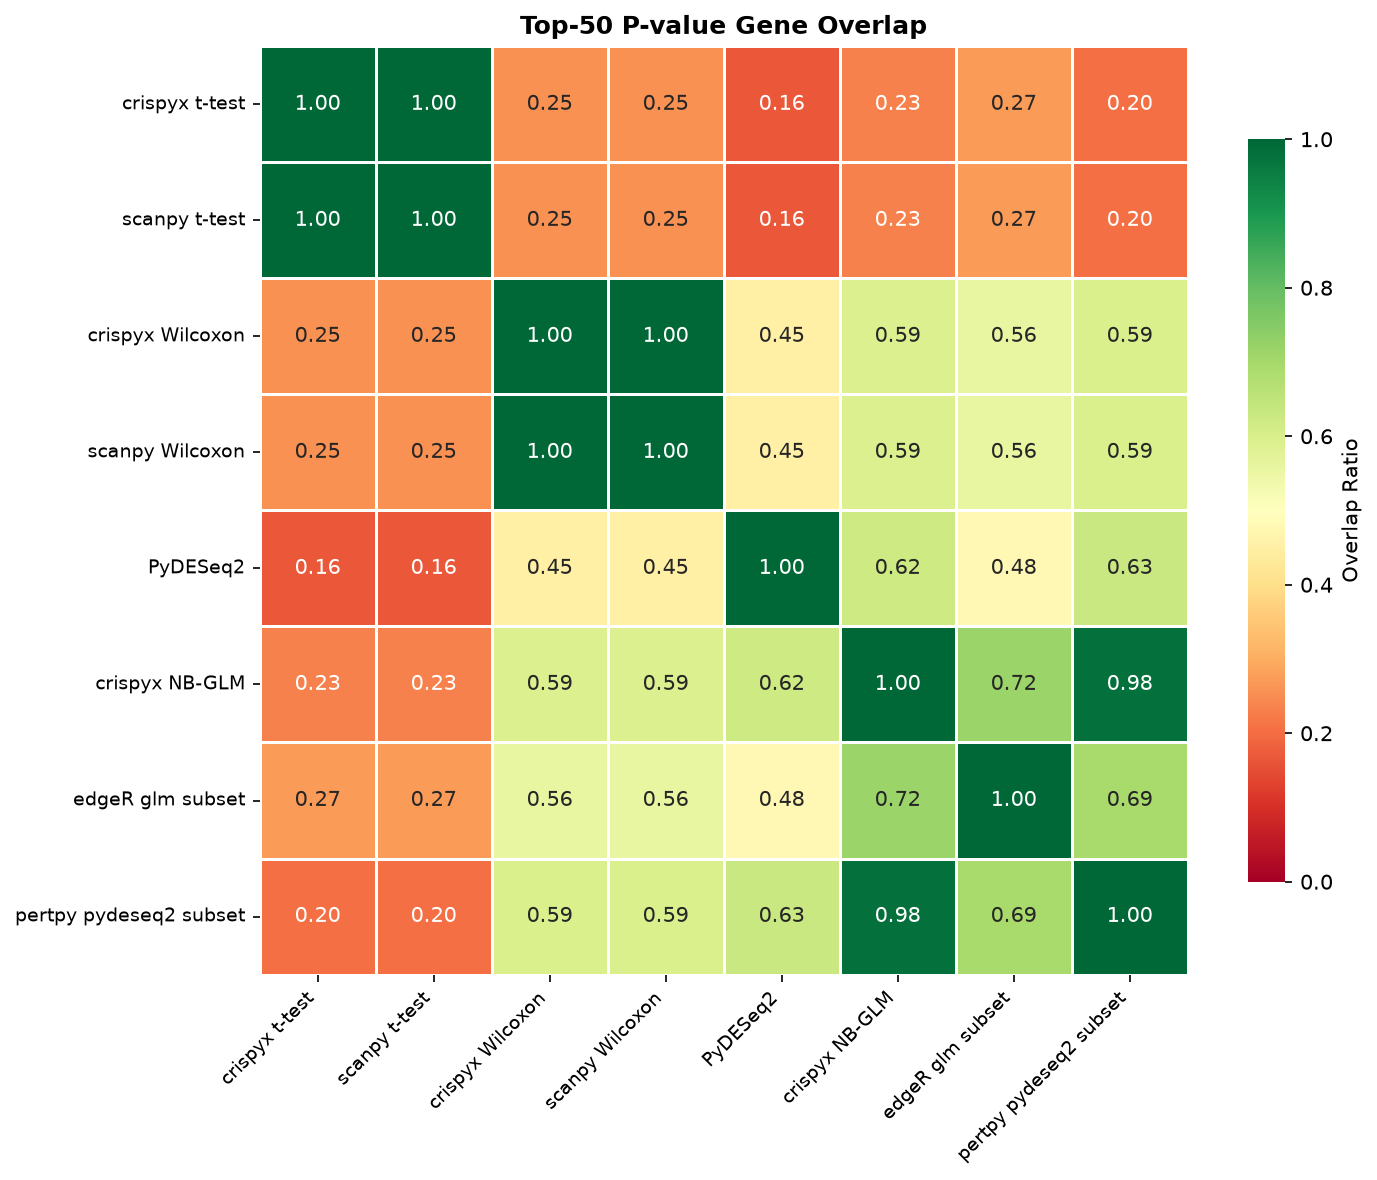 Top-50 P-value Gene Overlap
crispyx t-test 1.00 1.00 0.25 0.25 0.16 0.23 0.27 0.20
scanpy t-test 1.00 1.00 0.25 0.25 0.16 0.23 0.27 0.20
crispyx Wilcoxon 0.25 0.25 1.00 1.00 0.45 0.59 0.56 0.59
scanpy Wilcoxon 0.25 0.25 1.00 1.00 0.45 0.59 0.56 0.59
PyDESeq2 0.16 0.16 0.45 0.45 1.00 0.62 0.48 0.63
crispyx NB-GLM 0.23 0.23 0.59 0.59 0.62 1.00 0.72 0.98
edgeR glm subset 0.27 0.27 0.56 0.56 0.48 0.72 1.00 0.69
pertpy pydeseq2 subset 0.20 0.20 0.59 0.59 0.63 0.98 0.69 1.00
crispyx t-test
scanpy t-test
crispyx Wilcoxon
scanpy Wilcoxon
PyDESeq2
crispyx NB-GLM
edgeR glm subset
pertpy pydeseq2 subset
1.0
0.8
0.6
0.4
0.2
0.0
Overlap Ratio